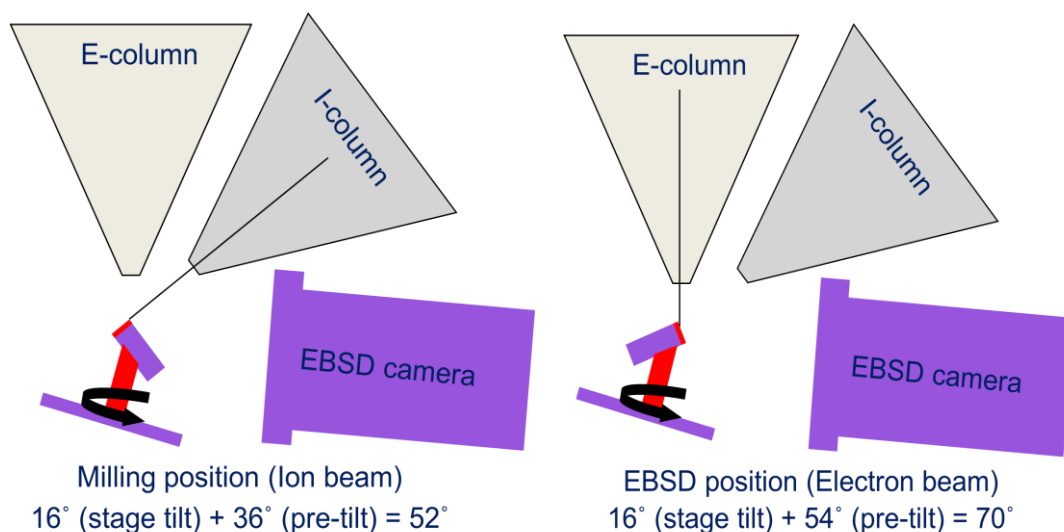 E-column
I-column
EBSD camera
Milling position (Ion beam)
16˚ (stage tilt) + 36˚ (pre-tilt) = 52˚
E-column
I-column
EBSD camera
EBSD position (Electron beam)
16˚ (stage tilt) + 54˚ (pre-tilt) = 70˚